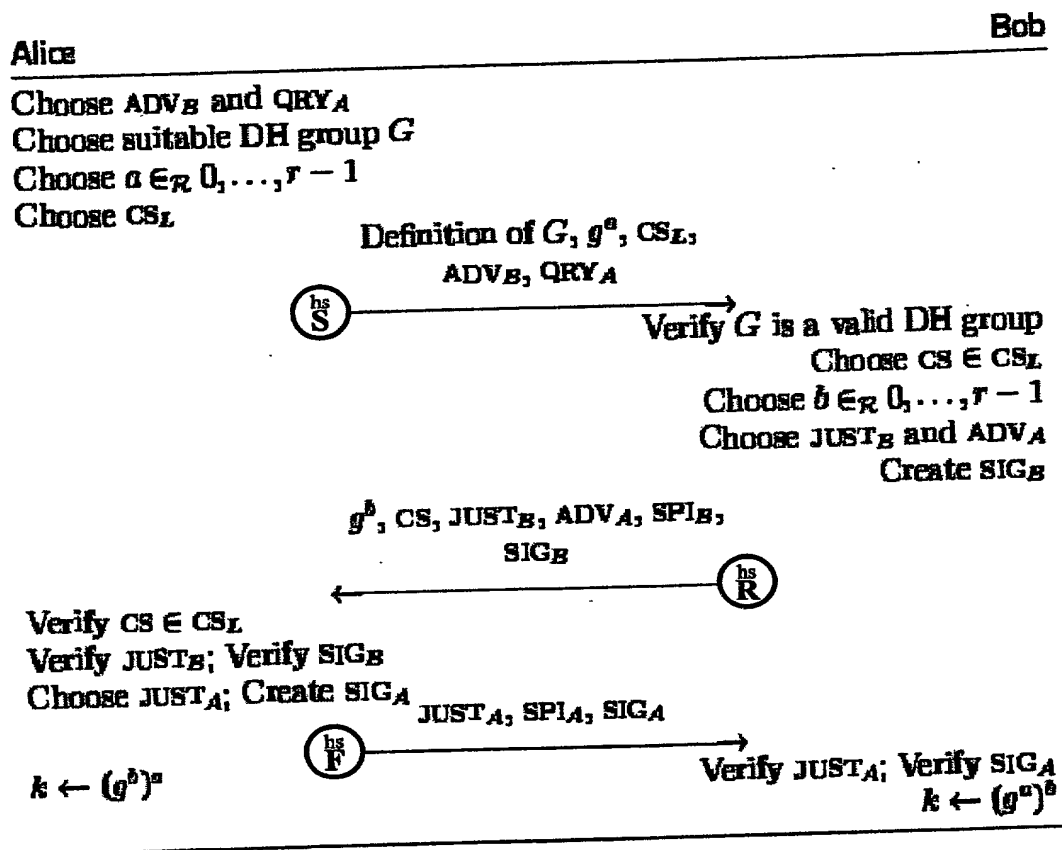 Alice
Bob
Choose ADV_B and QRY_A
Choose suitable DH group G
Choose a ∈_R 0,...,r − 1
Choose CS_L
Definition of G, g^a, CS_L,
ADV_B, QRY_A
hs
S
Verify G is a valid DH group
Choose CS ∈ CS_L
Choose b ∈_R 0,...,r − 1
Choose JUST_B and ADV_A
Create SIG_B
g^b, CS, JUST_B, ADV_A, SPI_B,
SIG_B
hs
R
Verify CS ∈ CS_L
Verify JUST_B; Verify SIG_B
Choose JUST_A; Create SIG_A
JUST_A, SPI_A, SIG_A
hs
F
Verify JUST_A; Verify SIG_A
k ← (g^b)^a
k ← (g^a)^b